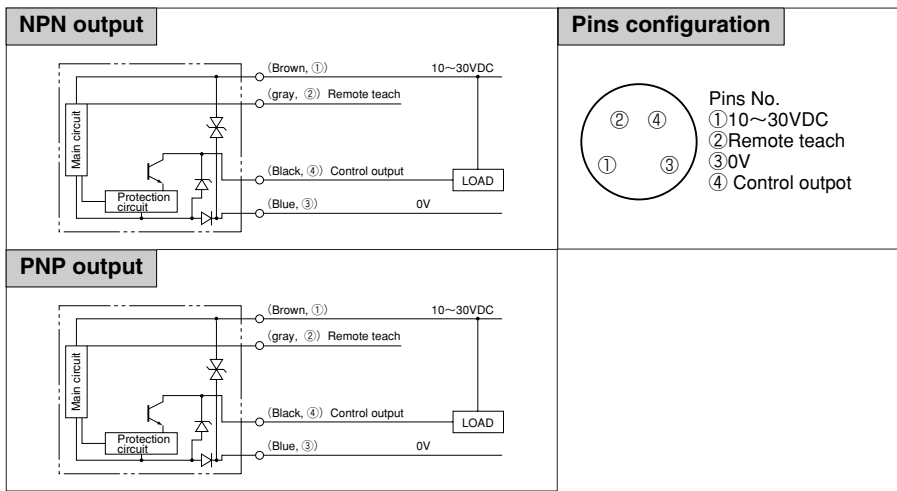 NPN output
(Brown, ①) 10～30VDC
(gray, ②) Remote teach
Main circuit
(Black, ④) Control output
LOAD
Protection
circuit
(Blue, ③) 0V
Pins configuration
② ④
① ③
Pins No.
①10～30VDC
②Remote teach
③0V
④ Control outpot
PNP output
(Brown, ①) 10～30VDC
(gray, ②) Remote teach
Main circuit
(Black, ④) Control output
LOAD
Protection
circuit
(Blue, ③) 0V